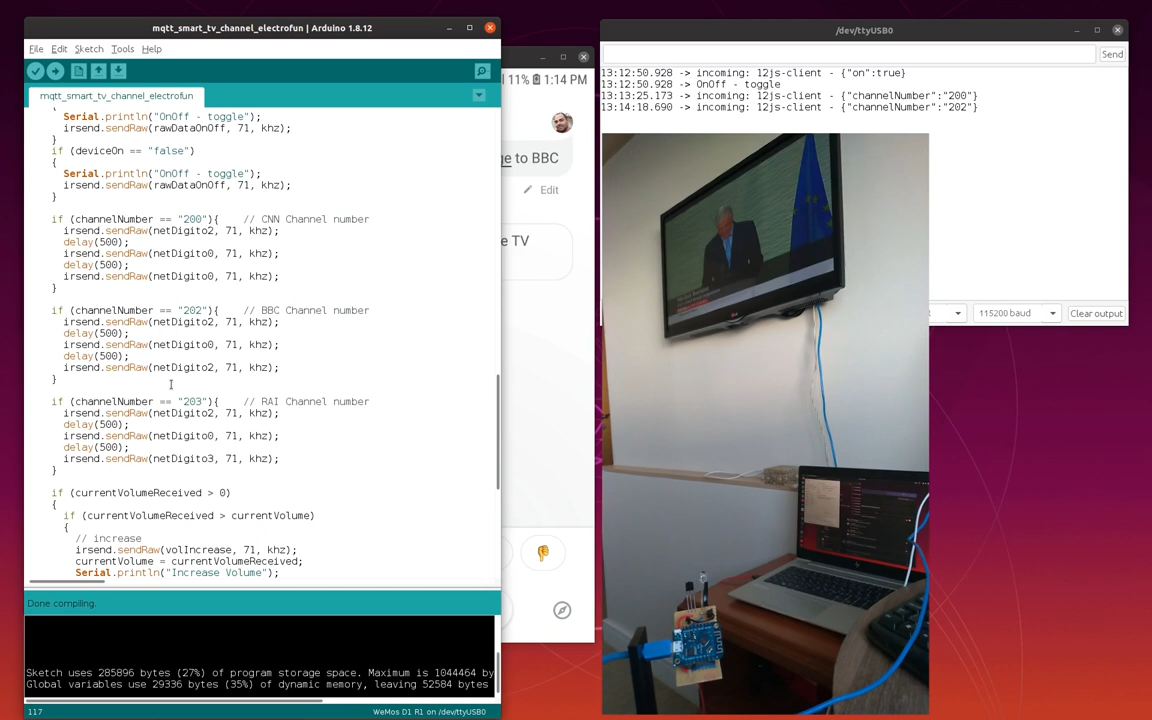 mqtt_smart_tv_channel_electrofun | Arduino 1.8.12
File Edit Sketch Tools Help
mqtt_smart_tv_channel_electrofun
{
Serial.println("OnOff - toggle");
irsend.sendRaw(rawDataOnOff, 71, khz);
}
if (deviceOn == "false")
{
Serial.println("OnOff - toggle");
irsend.sendRaw(rawDataOnOff, 71, khz);
}
if (channelNumber == "200"){ // CNN Channel number
irsend.sendRaw(netDigito2, 71, khz);
delay(500);
irsend.sendRaw(netDigito0, 71, khz);
delay(500);
irsend.sendRaw(netDigito0, 71, khz);
}
if (channelNumber == "202"){ // BBC Channel number
irsend.sendRaw(netDigito2, 71, khz);
delay(500);
irsend.sendRaw(netDigito0, 71, khz);
delay(500);
irsend.sendRaw(netDigito2, 71, khz);
}
if (channelNumber == "203"){ // RAI Channel number
irsend.sendRaw(netDigito2, 71, khz);
delay(500);
irsend.sendRaw(netDigito0, 71, khz);
delay(500);
irsend.sendRaw(netDigito3, 71, khz);
}
if (currentVolumeReceived > 0)
{
if (currentVolumeReceived > currentVolume)
{
// increase
irsend.sendRaw(volIncrease, 71, khz);
currentVolume = currentVolumeReceived;
Serial.println("Increase Volume");
Done compiling.
Sketch uses 285896 bytes (27%) of program storage space. Maximum is 1044464 by
Global variables use 29336 bytes (35%) of dynamic memory, leaving 52584 bytes
117 WeMos D1 R1 on /dev/ttyUSB0
11% 1:14 PM
ge to BBC
Edit
e TV
/dev/ttyUSB0
Send
13:12:50.928 -> incoming: 12js-client - {"on":true}
13:12:50.928 -> OnOff - toggle
13:13:25.173 -> incoming: 12js-client - {"channelNumber":"200"}
13:14:18.690 -> incoming: 12js-client - {"channelNumber":"202"}
115200 baud
Clear output
LG